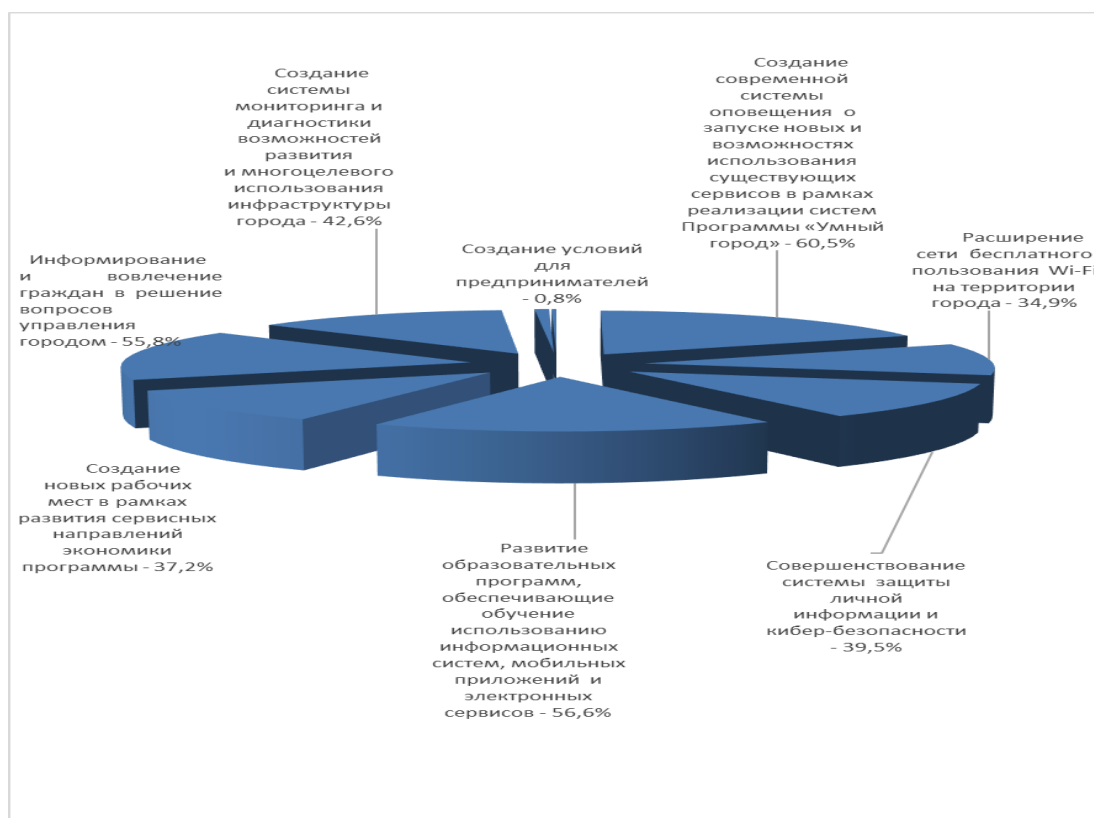 Создание
системы
мониторинга и
диагностики
возможностей
развития
и многоцелевого
использования
инфраструктуры
города - 42,6%
Создание
современной
системы
оповещения о
запуске новых и
возможностях
использования
существующих
сервисов в рамках
реализации систем
Программы «Умный
город» - 60,5%
Создание условий
для
предпринимателей
- 0,8%
Расширение
сети бесплатного
пользования Wi-Fi
на территории
города - 34,9%
Информирование
и вовлечение
граждан в решение
вопросов
управления
городом - 55,8%
Создание
новых рабочих
мест в рамках
развития сервисных
направлений
экономики
программы - 37,2%
Развитие
образовательных
программ,
обеспечивающие
обучение
использованию
информационных
систем, мобильных
приложений и
электронных
сервисов - 56,6%
Совершенствование
системы защиты
личной
информации и
кибер-безопасности
- 39,5%